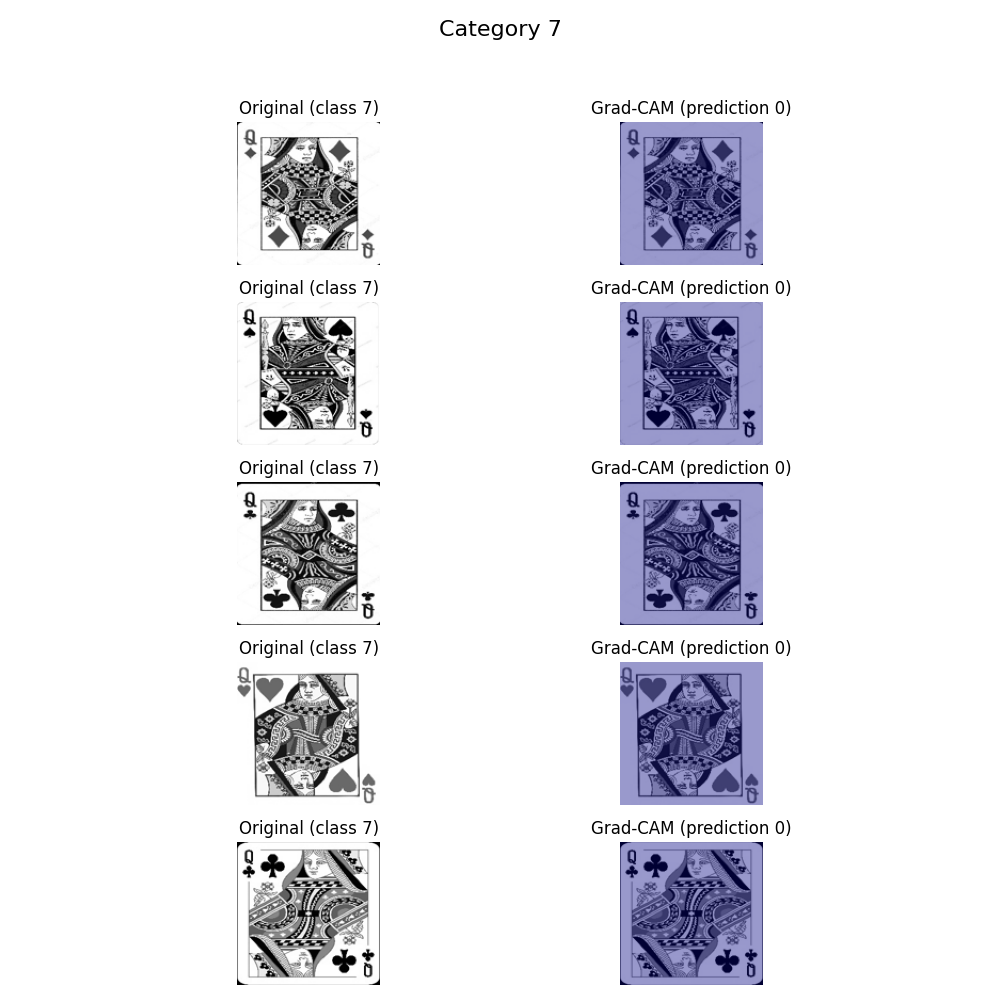 Category 7
Original (class 7) Grad-CAM (prediction 0)
Q Q
Q Q
Original (class 7) Grad-CAM (prediction 0)
Q Q
Q Q
Original (class 7) Grad-CAM (prediction 0)
Q Q
Q Q
Original (class 7) Grad-CAM (prediction 0)
Q Q
Q Q
Original (class 7) Grad-CAM (prediction 0)
Q Q
Q Q